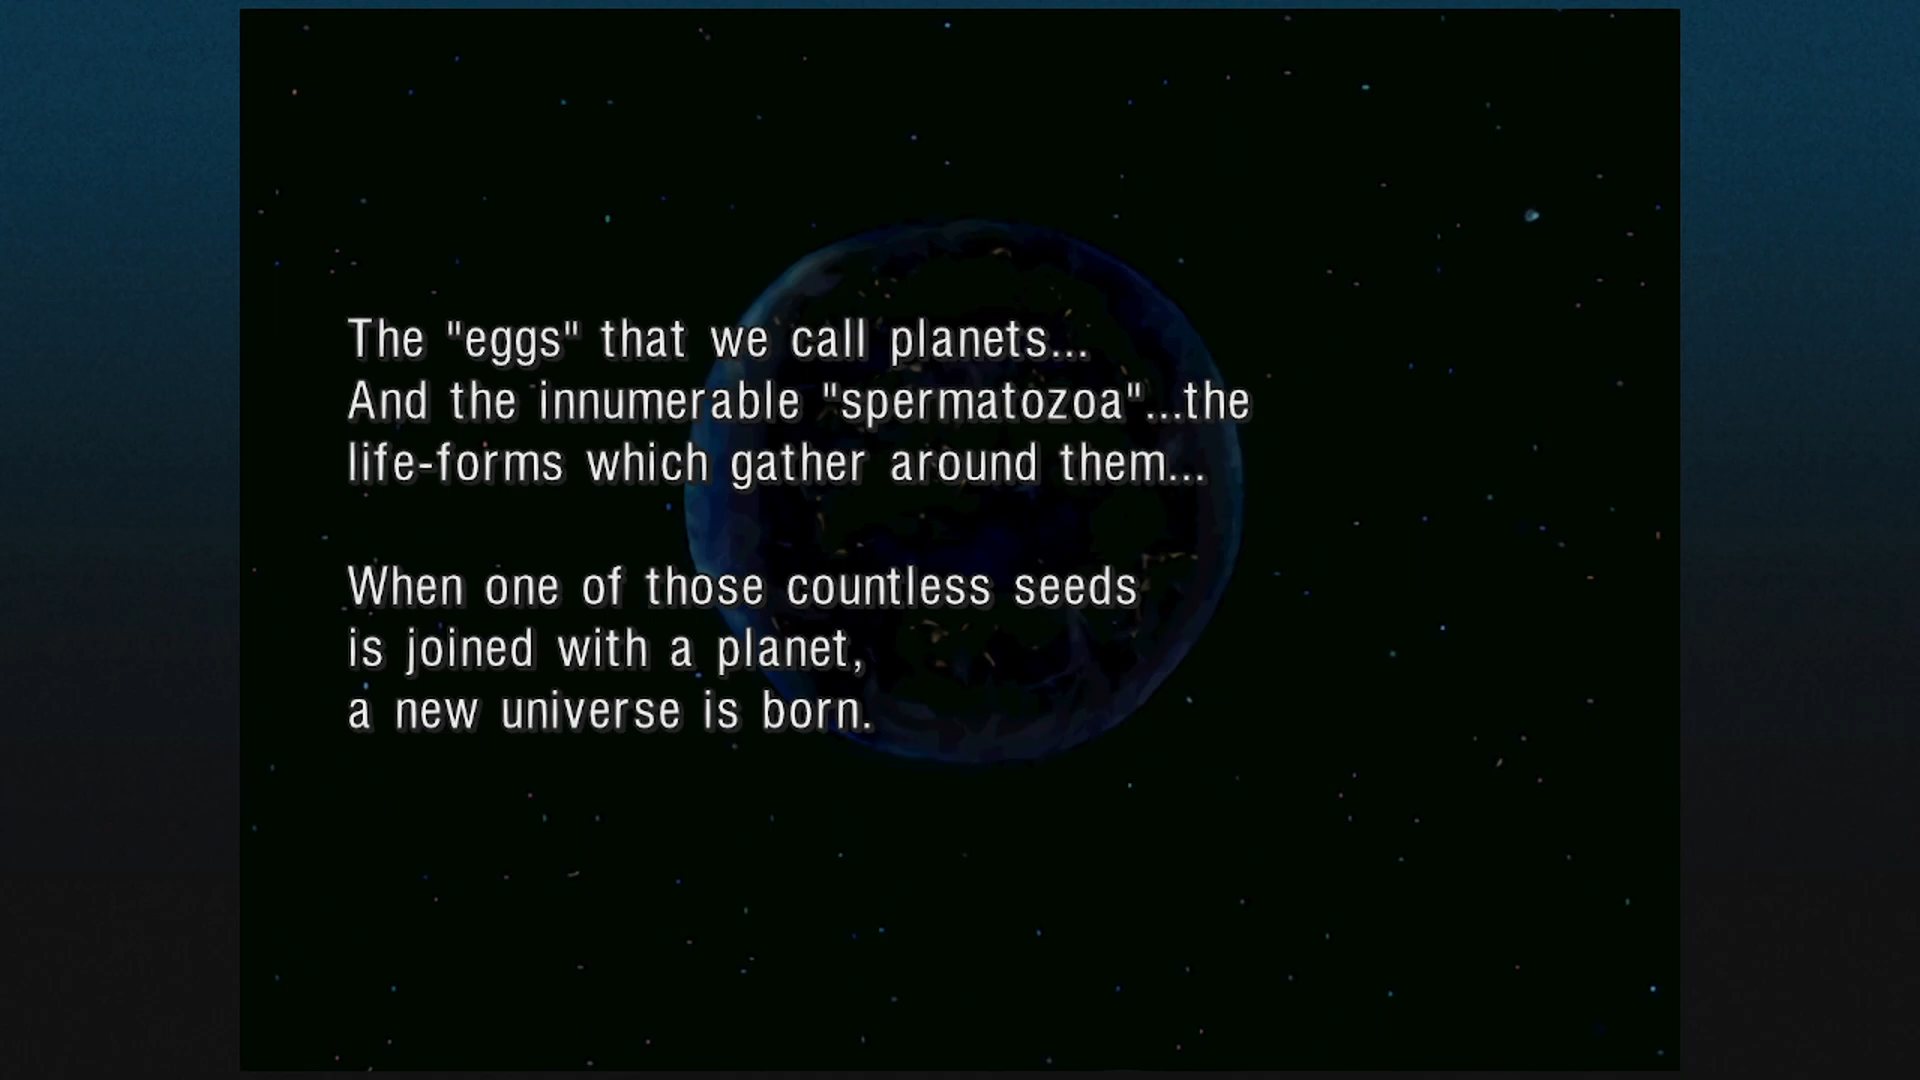 The "eggs" that we call planets...
And the innumerable "spermatozoa"...the
life-forms which gather around them...
When one of those countless seeds
is joined with a planet,
a new universe is born.